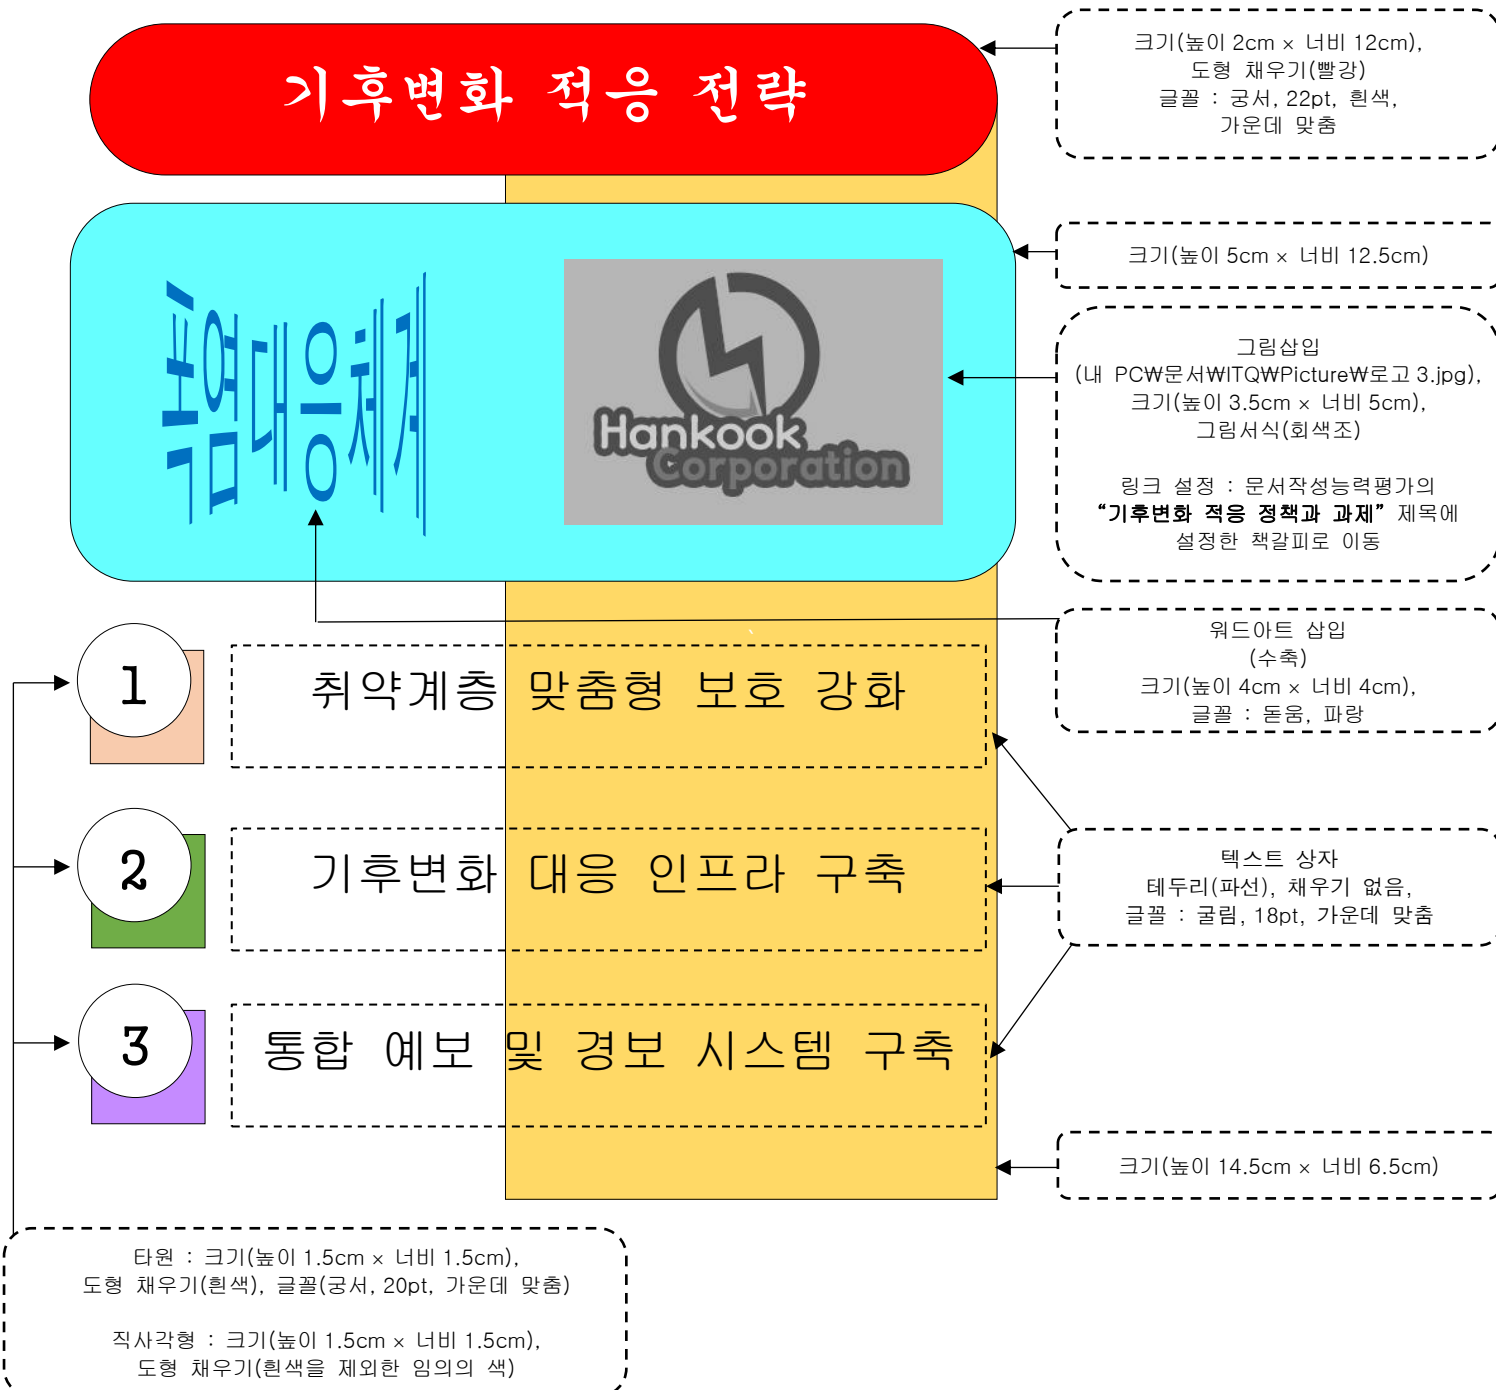 기후변화 적응 전략
크기(높이 2cm × 너비 12cm),
도형 채우기(빨강)
글꼴 : 궁서, 22pt, 흰색,
가운데 맞춤
크기(높이 5cm × 너비 12.5cm)
폭염대응체계
Hankook
Corporation
그림삽입
(내 PC₩문서₩ITQ₩Picture₩로고 3.jpg),
크기(높이 3.5cm × 너비 5cm),
그림서식(회색조)
링크 설정 : 문서작성능력평가의
“기후변화 적응 정책과 과제” 제목에
설정한 책갈피로 이동
워드아트 삽입
(수축)
크기(높이 4cm × 너비 4cm),
글꼴 : 돋움, 파랑
1
취약계층 맞춤형 보호 강화
2
기후변화 대응 인프라 구축
텍스트 상자
테두리(파선), 채우기 없음,
글꼴 : 굴림, 18pt, 가운데 맞춤
3
통합 예보 및 경보 시스템 구축
크기(높이 14.5cm × 너비 6.5cm)
타원 : 크기(높이 1.5cm × 너비 1.5cm),
도형 채우기(흰색), 글꼴(궁서, 20pt, 가운데 맞춤)
직사각형 : 크기(높이 1.5cm × 너비 1.5cm),
도형 채우기(흰색을 제외한 임의의 색)